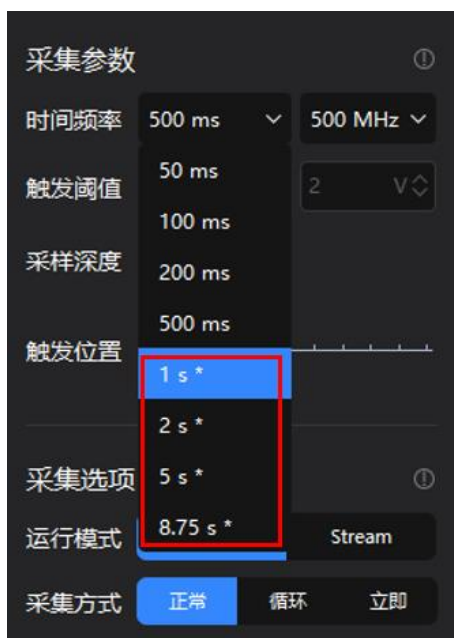 采集参数
时间频率 500 ms 500 MHz
50 ms
触发阈值 2 V
100 ms
采样深度 200 ms
500 ms
触发位置
1 s *
2 s *
采集选项 5 s *
运行模式 8.75 s * Stream
采集方式 正常 循环 立即